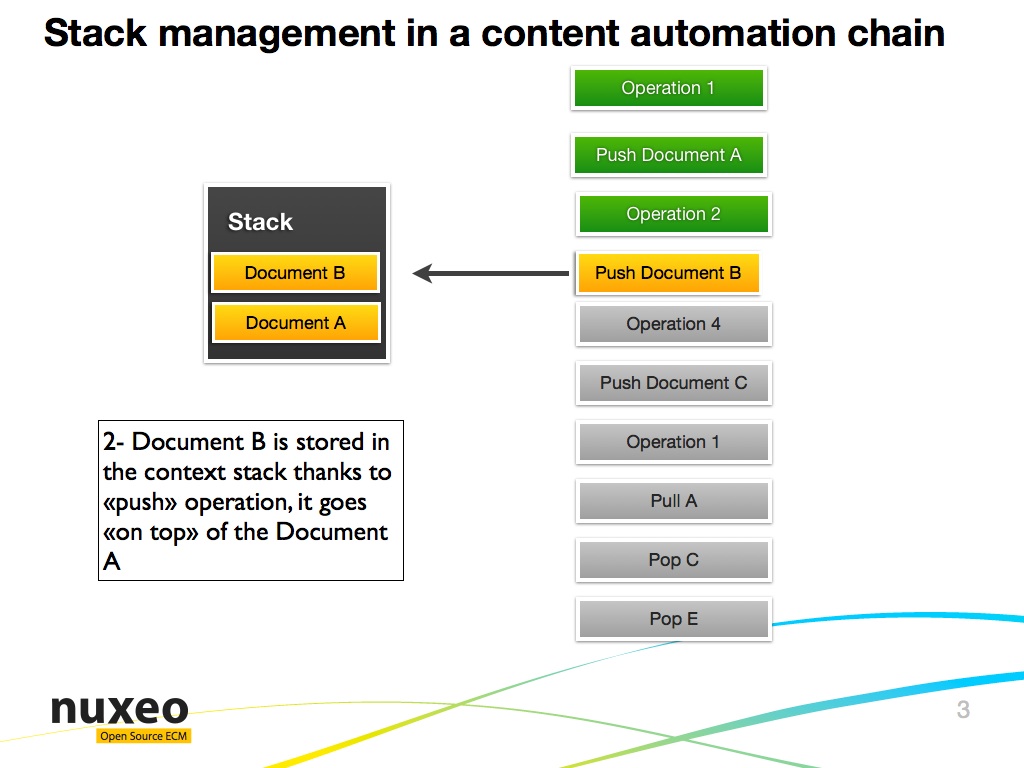 Stack management in a content automation chain
Operation 1
Push Document A
Operation 2
Push Document B
Operation 4
Push Document C
Operation 1
Pull A
Pop C
Pop E
Stack
Document B
Document A
2- Document B is stored in
the context stack thanks to
«push» operation, it goes
«on top» of the Document
A
nuxeo
Open Source ECM
3